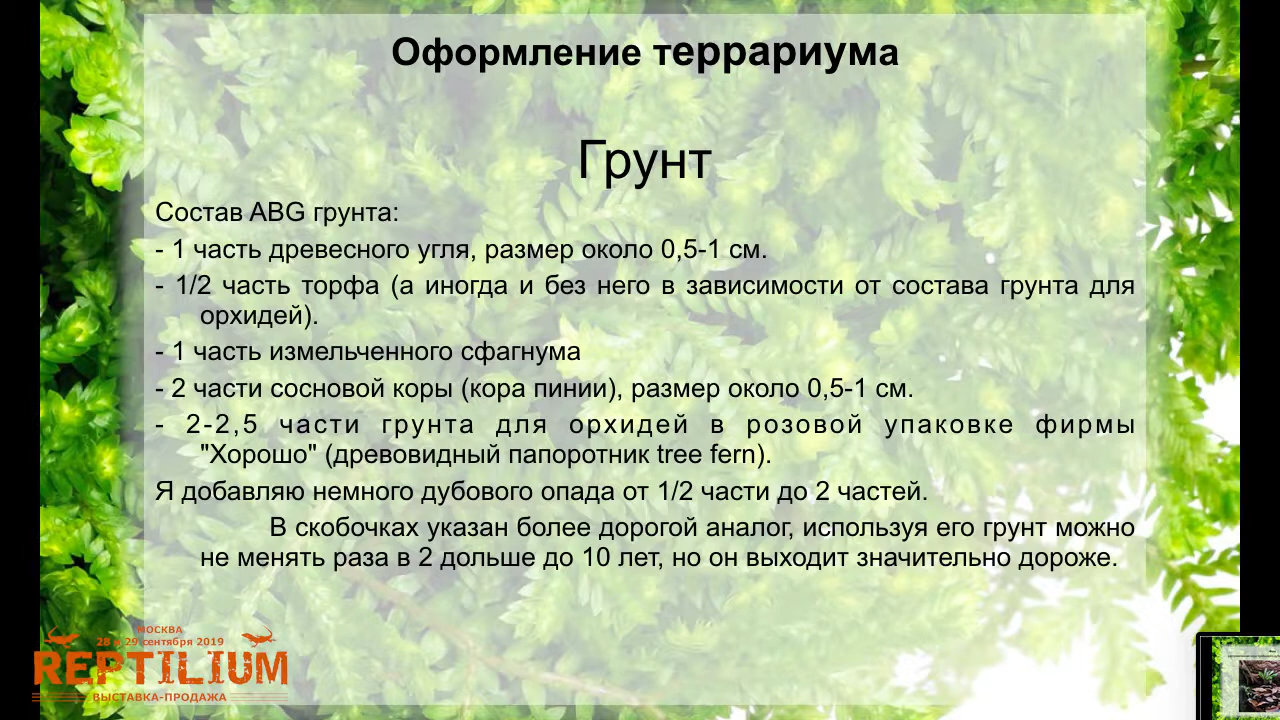 Оформление террариума
Грунт
Состав ABG грунта:
- 1 часть древесного угля, размер около 0,5-1 см.
- 1/2 часть торфа (а иногда и без него в зависимости от состава грунта для
орхидей).
- 1 часть измельченного сфагнума
- 2 части сосновой коры (кора пинии), размер около 0,5-1 см.
- 2-2,5 части грунта для орхидей в розовой упаковке фирмы
"Хорошо" (древовидный папоротник tree fern).
Я добавляю немного дубового опада от 1/2 части до 2 частей.
В скобочках указан более дорогой аналог, используя его грунт можно
не менять раза в 2 дольше до 10 лет, но он выходит значительно дороже.
МОСКВА
28 и 29 сентября 2019
REPTILIUM
ВЫСТАВКА-ПРОДАЖА